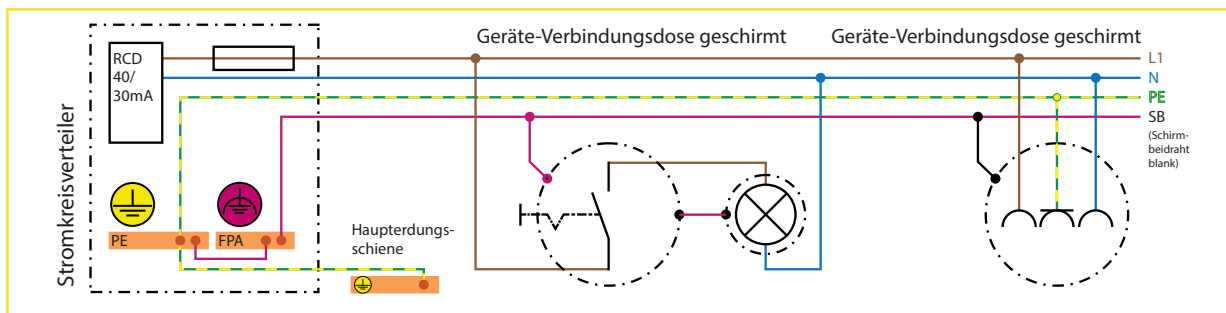 Geräte-Verbindungsdose geschirmt
Geräte-Verbindungsdose geschirmt
Stromkreisverteiler
RCD
40/
30mA
L1
N
PE
SB
(Schirm-
beidraht
blank)
PE
FPA
Haupterdungs-
schiene